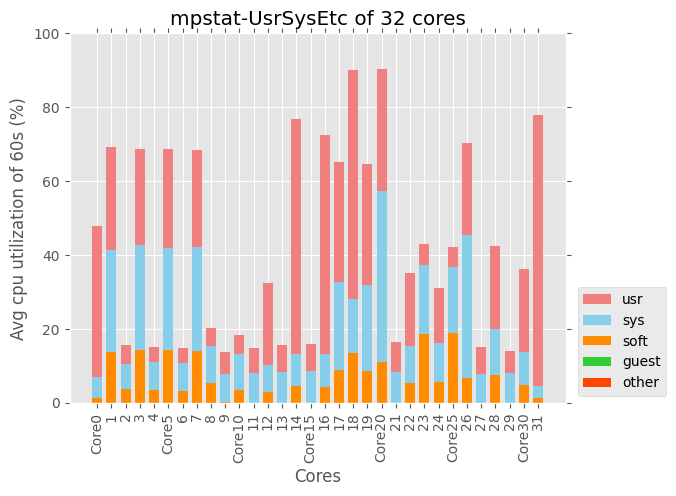 mpstat-UsrSysEtc of 32 cores
Avg cpu utilization of 60s (%)
100
80
60
40
20
0
Core0
1
2
3
4
Core5
6
7
8
9
Core10
11
12
13
14
Core15
16
17
18
19
Core20
21
22
23
24
Core25
26
27
28
29
Core30
31
Cores
usr
sys
soft
guest
other